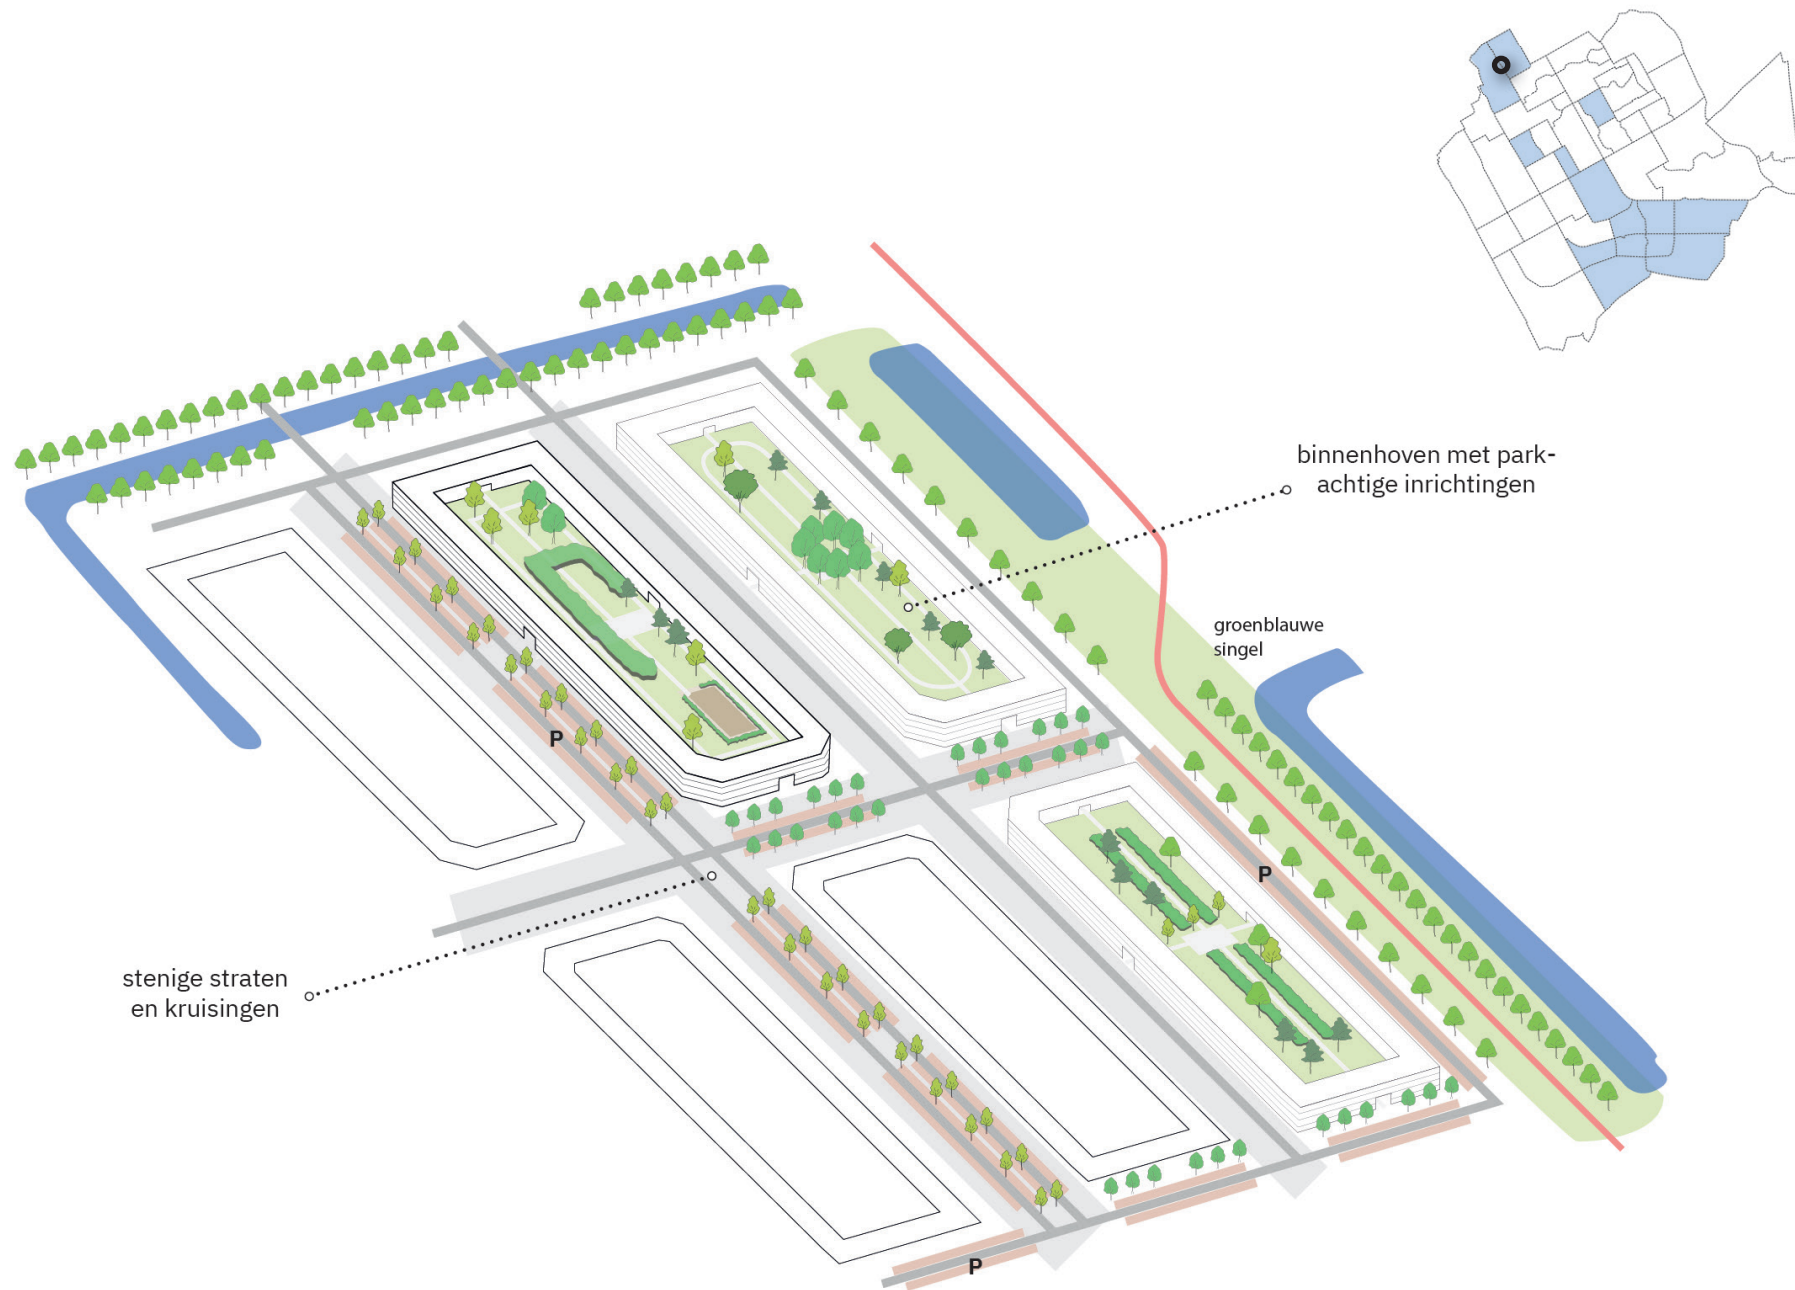 binnenhoven met park-
achtige inrichtingen
groenblauwe
singel
P
P
stenige straten
en kruisingen
P